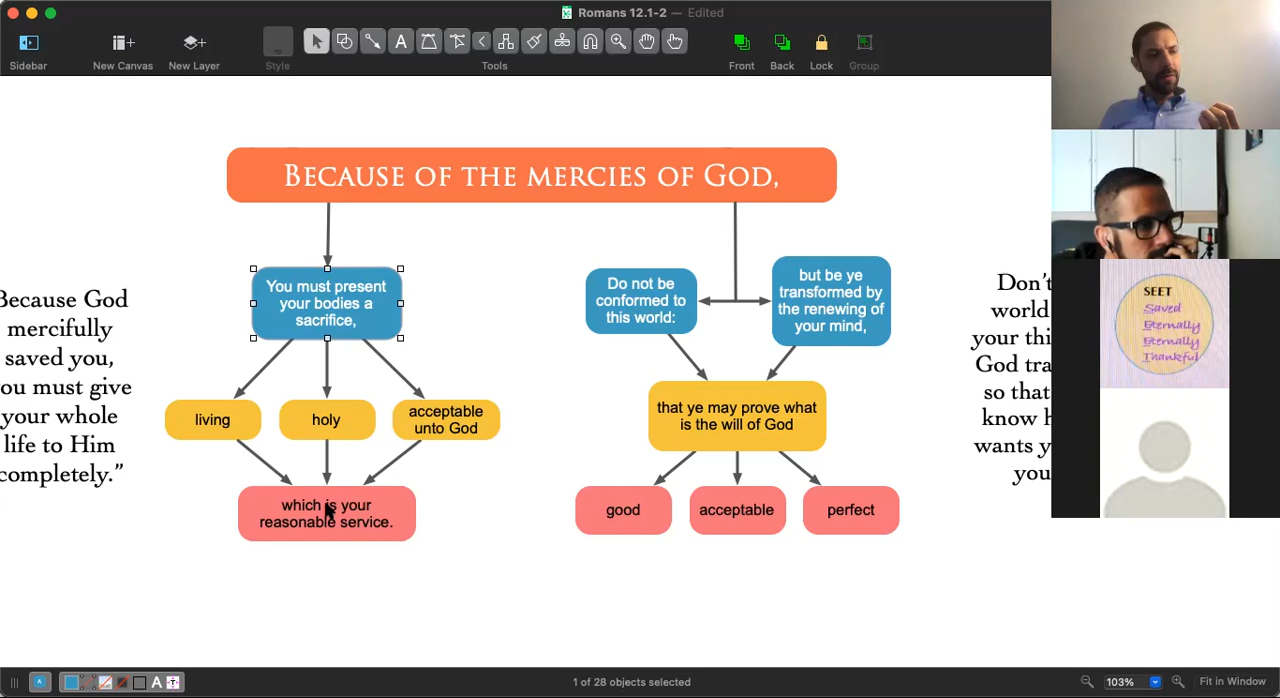 Romans 12.1-2 — Edited
Sidebar
New Canvas
New Layer
Style
Tools
Front
Back
Lock
Group
BECAUSE OF THE MERCIES OF GOD,
You must present
your bodies a
sacrifice,
living
holy
acceptable
unto God
which is your
reasonable service.
Do not be
conformed to
this world:
but be ye
transformed by
the renewing of
your mind,
that ye may prove what
is the will of God
good
acceptable
perfect
Because God
mercifully
saved you,
you must give
your whole
life to Him
completely.”
Don’t
world
your thi
God tra
so that
know h
wants y
you
SEET
Saved
Eternally
Eternally
Thankful
1 of 28 objects selected
103%
Fit in Window